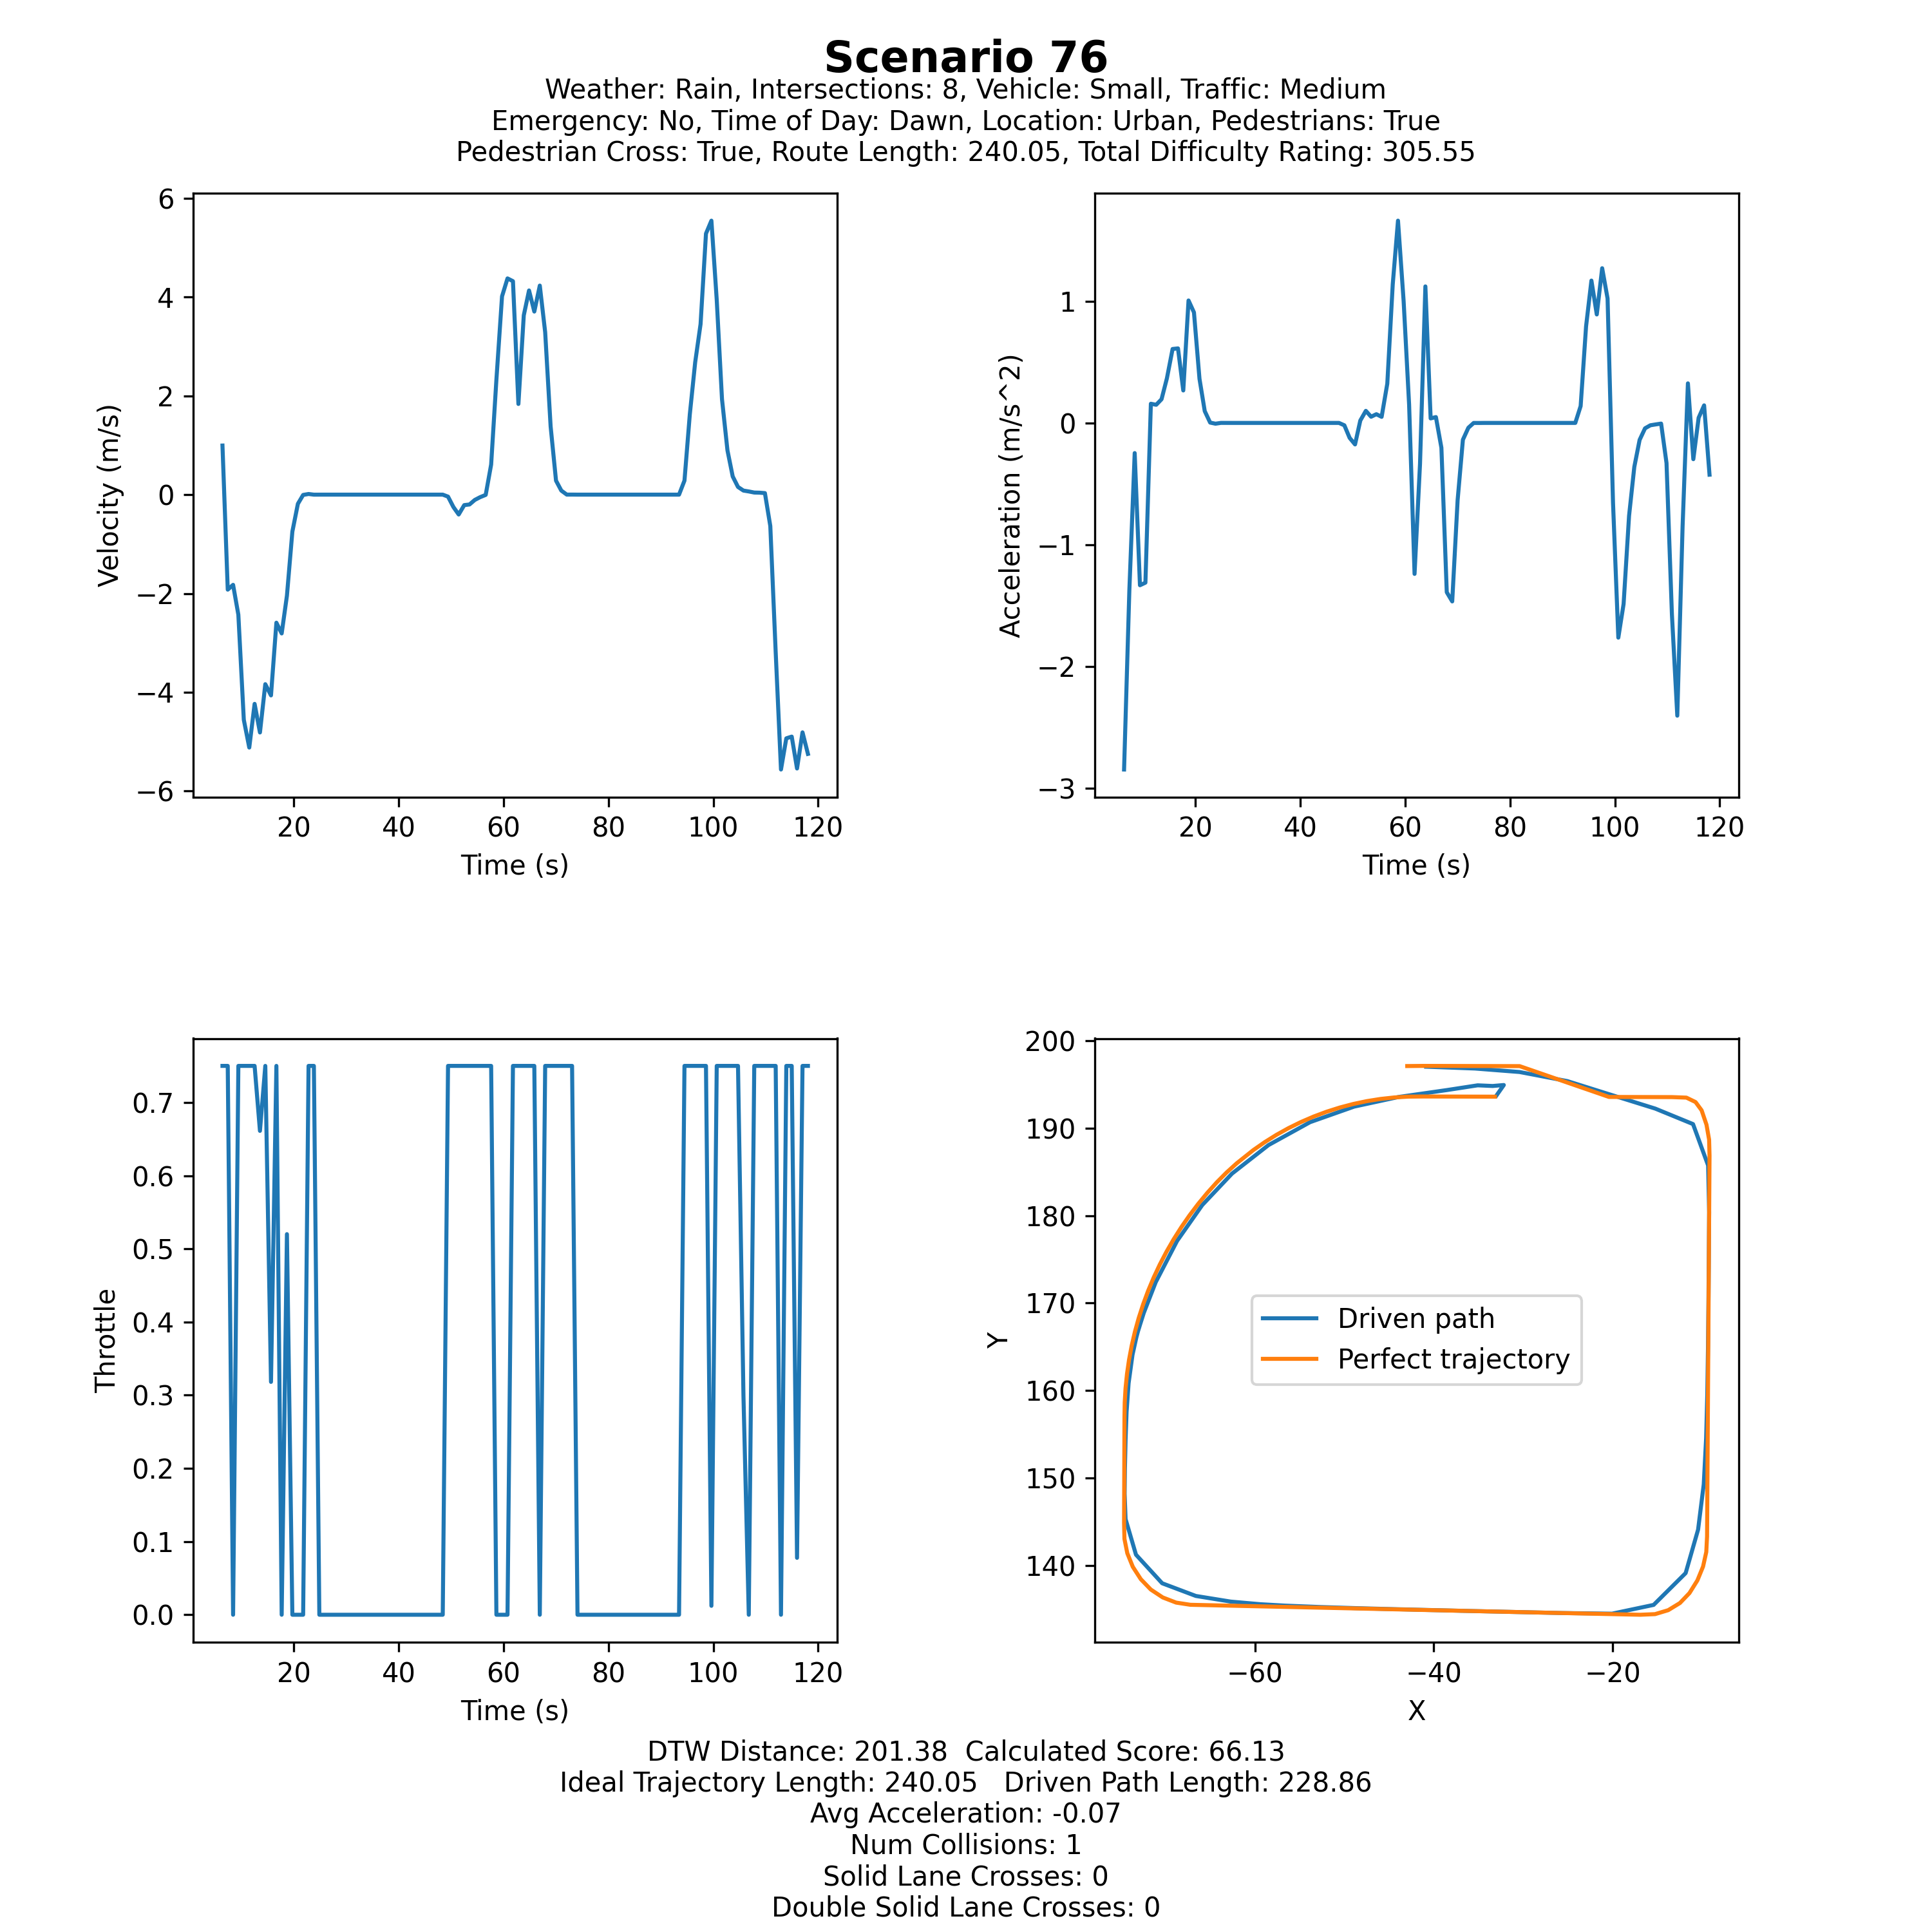 Scenario 76
Weather: Rain, Intersections: 8, Vehicle: Small, Traffic: Medium
Emergency: No, Time of Day: Dawn, Location: Urban, Pedestrians: True
Pedestrian Cross: True, Route Length: 240.05, Total Difficulty Rating: 305.55
6
4
2
0
−2
−4
−6
Velocity (m/s)
20 40 60 80 100 120
Time (s)
1
0
−1
−2
−3
Acceleration (m/s^2)
20 40 60 80 100 120
Time (s)
0.7
0.6
0.5
0.4
0.3
0.2
0.1
0.0
Throttle
20 40 60 80 100 120
Time (s)
200
190
180
170
160
150
140
Y
Driven path
Perfect trajectory
−60 −40 −20
X
DTW Distance: 201.38  Calculated Score: 66.13
Ideal Trajectory Length: 240.05   Driven Path Length: 228.86
Avg Acceleration: -0.07
Num Collisions: 1
Solid Lane Crosses: 0
Double Solid Lane Crosses: 0